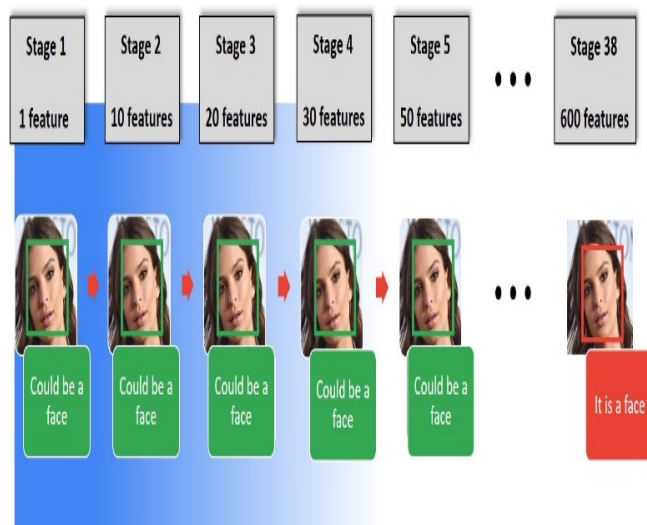 Stage 1
1 feature
Stage 2
10 features
Stage 3
20 features
Stage 4
30 features
Stage 5
50 features
Stage 38
600 features
Could be a
face
Could be a
face
Could be a
face
Could be a
face
Could be a
face
It is a face